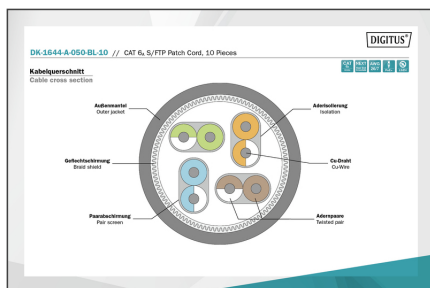 DIGITUS®
DK-1644-A-050-BL-10 // CAT 6A S/FTP Patch Cord, 10 Pieces
Kabelquerschnitt
Cable cross section
Außenmantel
Outer jacket
Aderisolierung
Isolation
Geflechtschirmung
Braid shield
Cu-Draht
Cu-Wire
Paarabschirmung
Pair screen
Adernpaare
Twisted pair